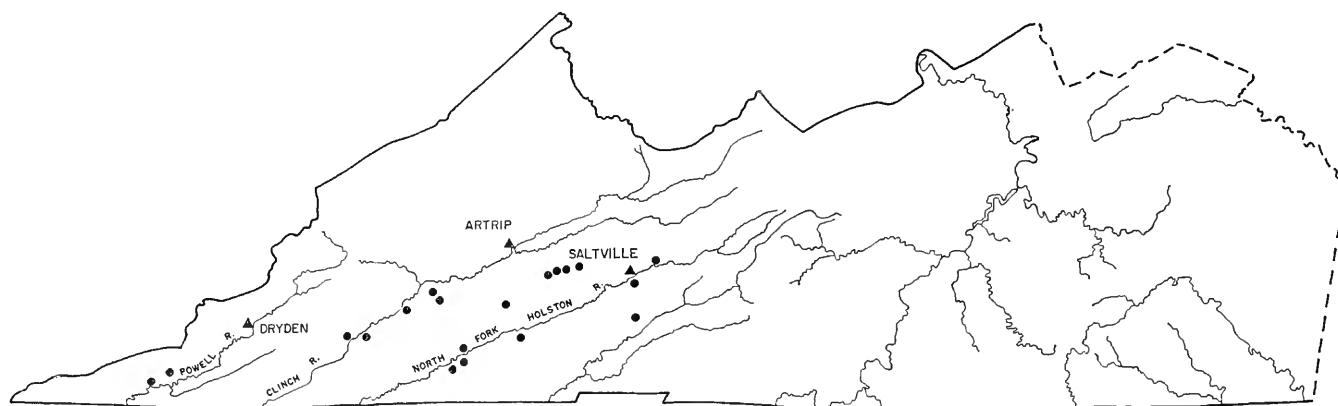 ARTRIP
SALTVILLE
DRYDEN
POWELL R.
CLINCH R.
NORTH FORK HOLSTON R.